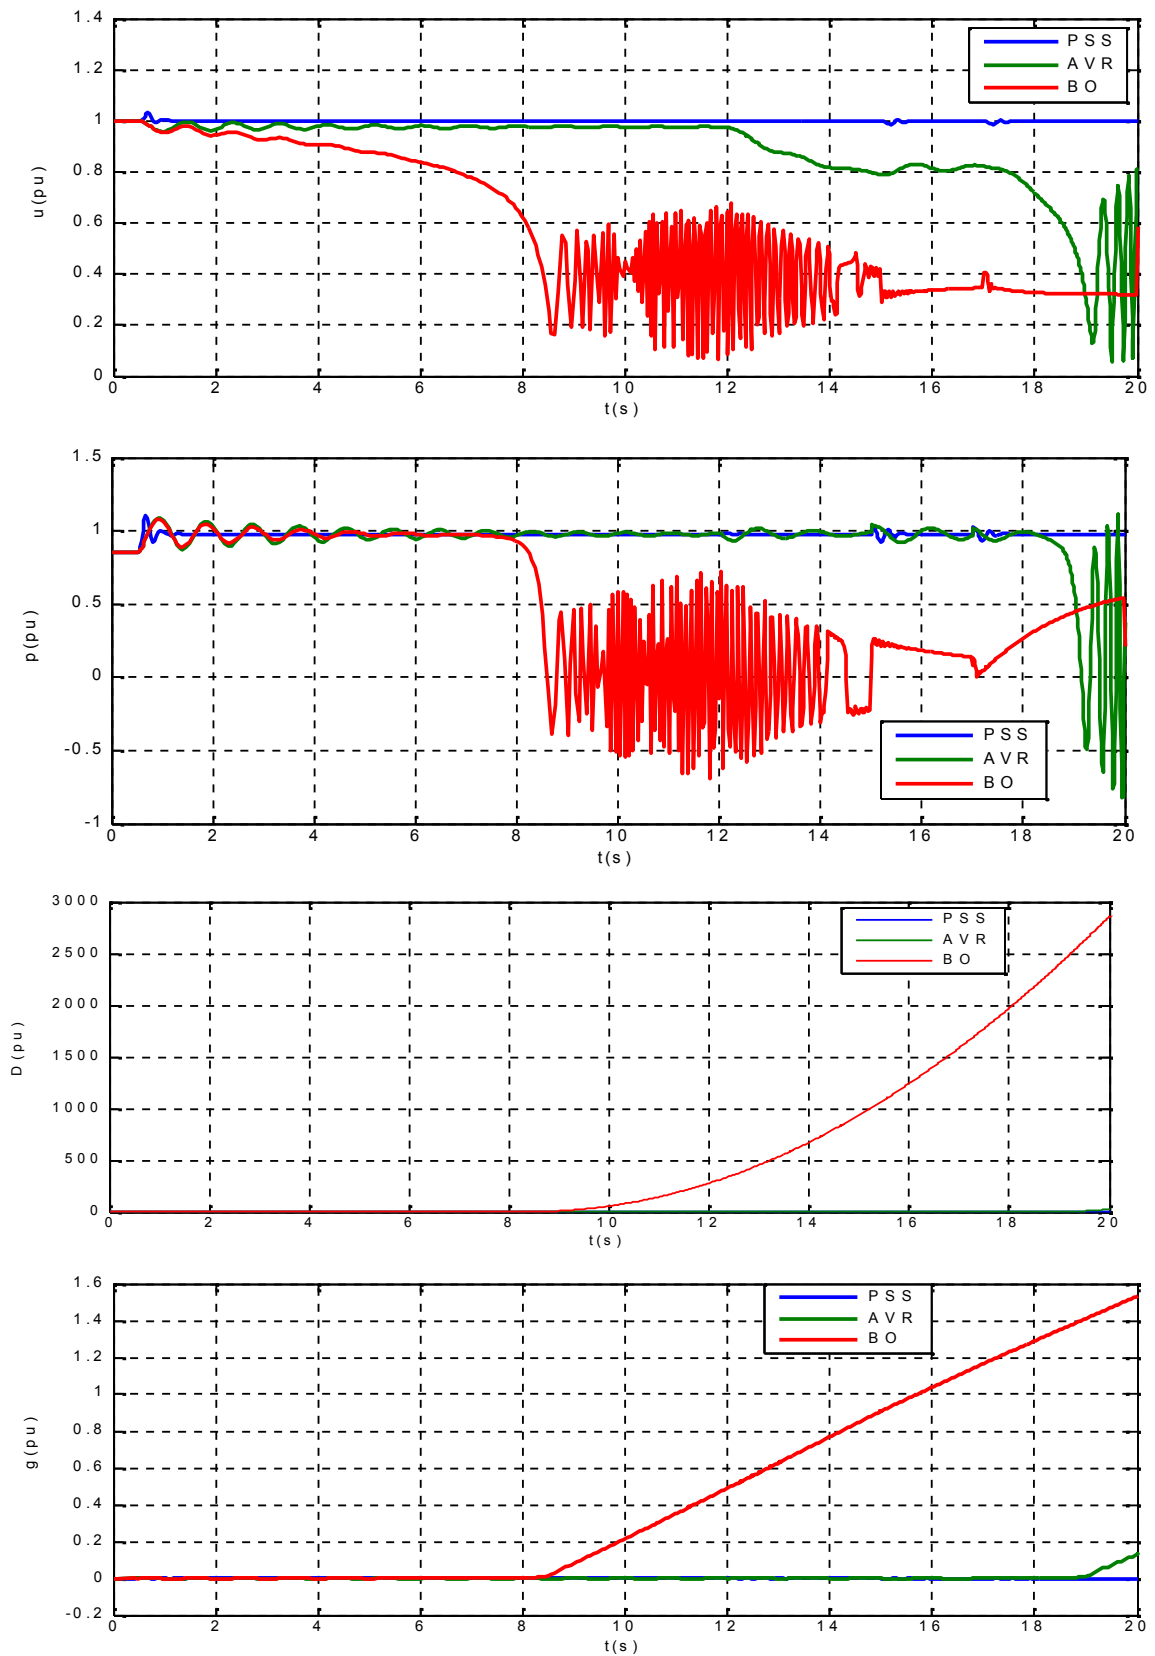 1.4
1.2
1
0.8
0.6
0.4
0.2
0
u(pu)
PSS
AVR
BO
0 2 4 6 8 10 12 14 16 18 20
t(s)
1.5
1
0.5
0
-0.5
-1
p(pu)
PSS
AVR
BO
0 2 4 6 8 10 12 14 16 18 20
t(s)
3000
2500
2000
1500
1000
500
0
D(pu)
PSS
AVR
BO
0 2 4 6 8 10 12 14 16 18 20
t(s)
1.6
1.4
1.2
1
0.8
0.6
0.4
0.2
0
-0.2
g(pu)
PSS
AVR
BO
0 2 4 6 8 10 12 14 16 18 20
t(s)